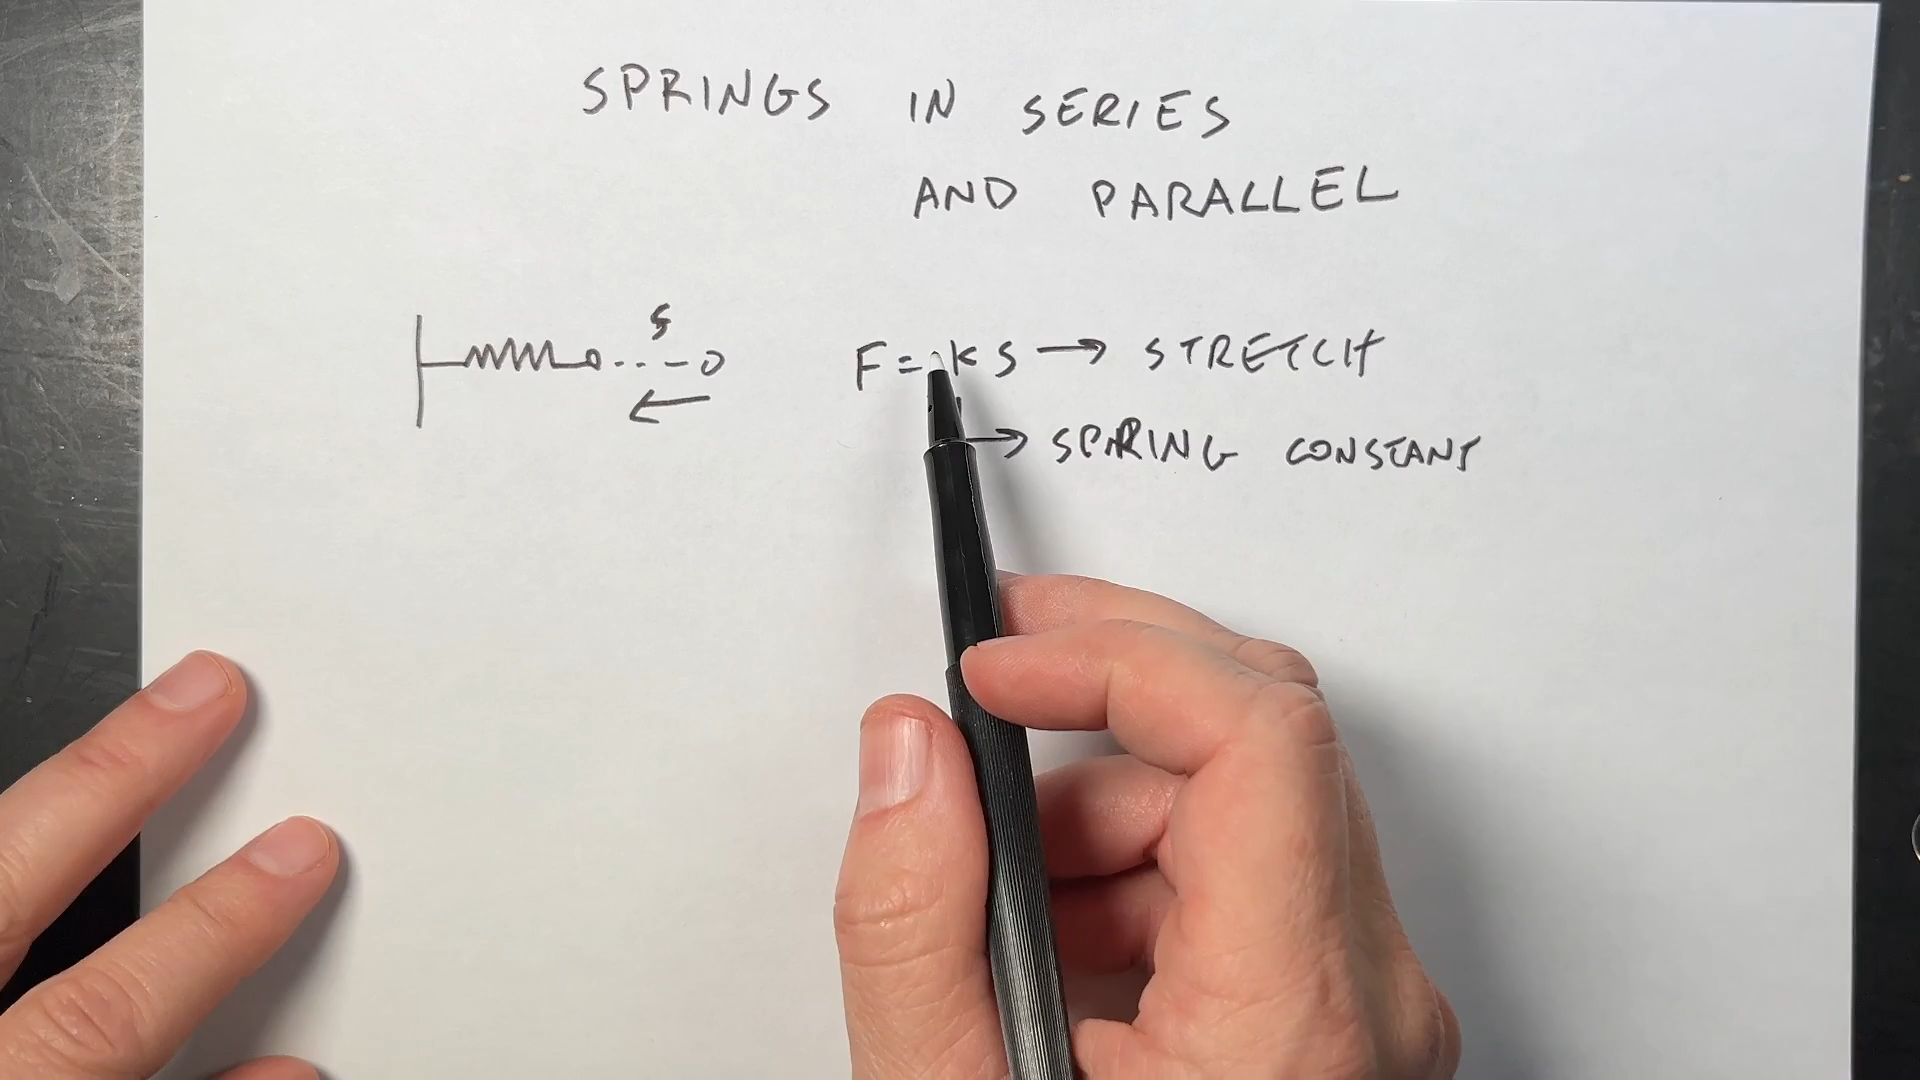 SPRINGS IN SERIES
AND PARALLEL
S
F = K S → STRETCH
→ SPRING CONSTANT